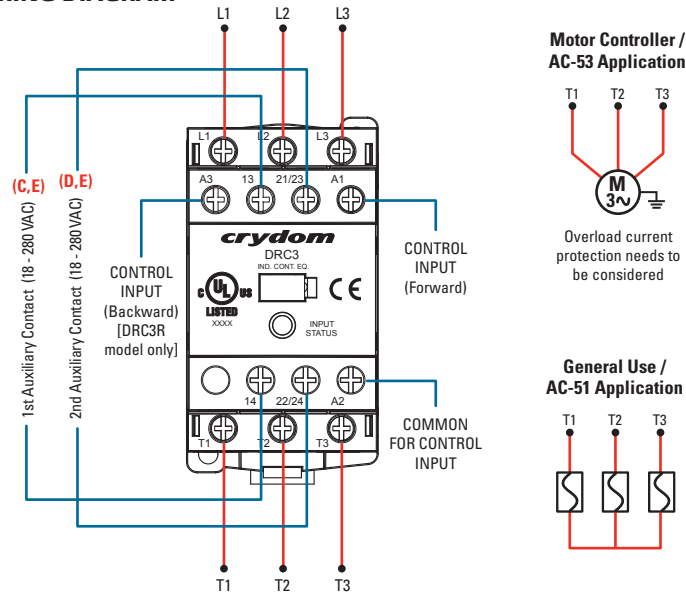 L1
L2
L3
L1
L2
L3
A3
13
21/23
A1
crydom
DRC3
IND. CONT. EQ.
C UL US
LISTED
XXXX
CE
INPUT
STATUS
14
22/24
A2
T1
T2
T3
T1
T2
T3
(C,E)
(D,E)
1st Auxiliary Contact (18 - 280 VAC)
2nd Auxiliary Contact (18 - 280 VAC)
CONTROL
INPUT
(Backward)
[DRC3R
model only]
CONTROL
INPUT
(Forward)
COMMON
FOR CONTROL
INPUT
Motor Controller /
AC-53 Application
T1
T2
T3
M
3~
Overload current
protection needs to
be considered
General Use /
AC-51 Application
T1
T2
T3